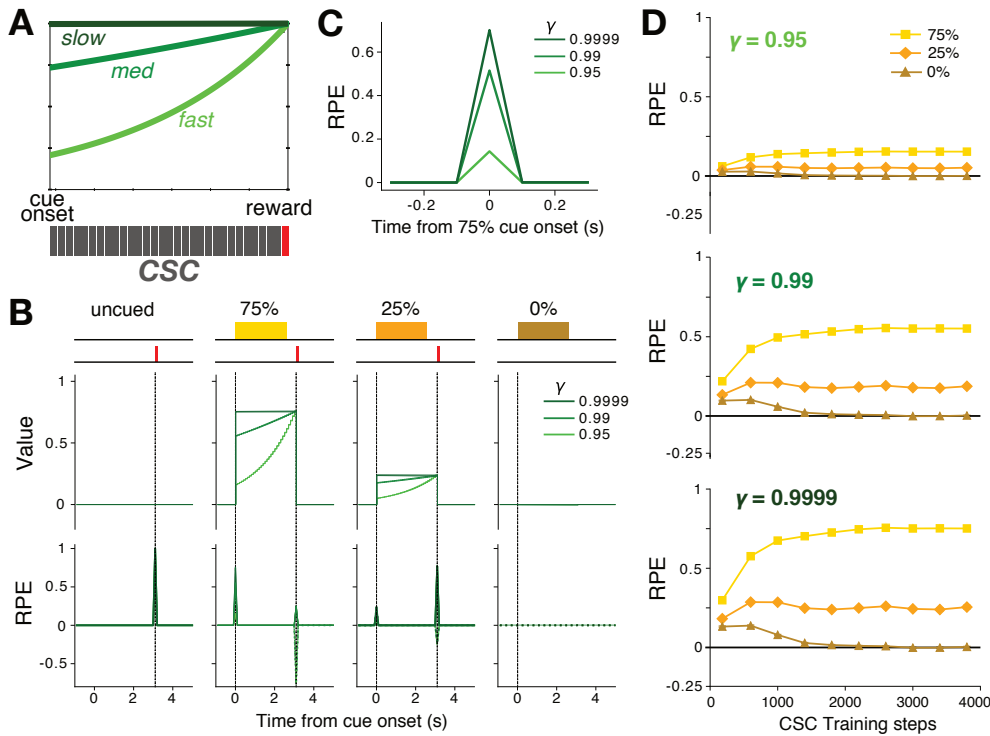 A
slow
med
fast
cue
onset
reward
CSC
B
uncued
75%
25%
0%
Value
1
0.5
0
γ
0.9999
0.99
0.95
RPE
1
0.5
0
-0.5
0 2 4
0 2 4
0 2 4
0 2 4
Time from cue onset (s)
C
RPE
0.6
0.4
0.2
0
γ
0.9999
0.99
0.95
-0.2 0 0.2
Time from 75% cue onset (s)
D
γ = 0.95
75%
25%
0%
RPE
1
0.5
0
-0.25
γ = 0.99
RPE
1
0.5
0
-0.25
γ = 0.9999
RPE
1
0.5
0
-0.25
0 1000 2000 3000 4000
CSC Training steps